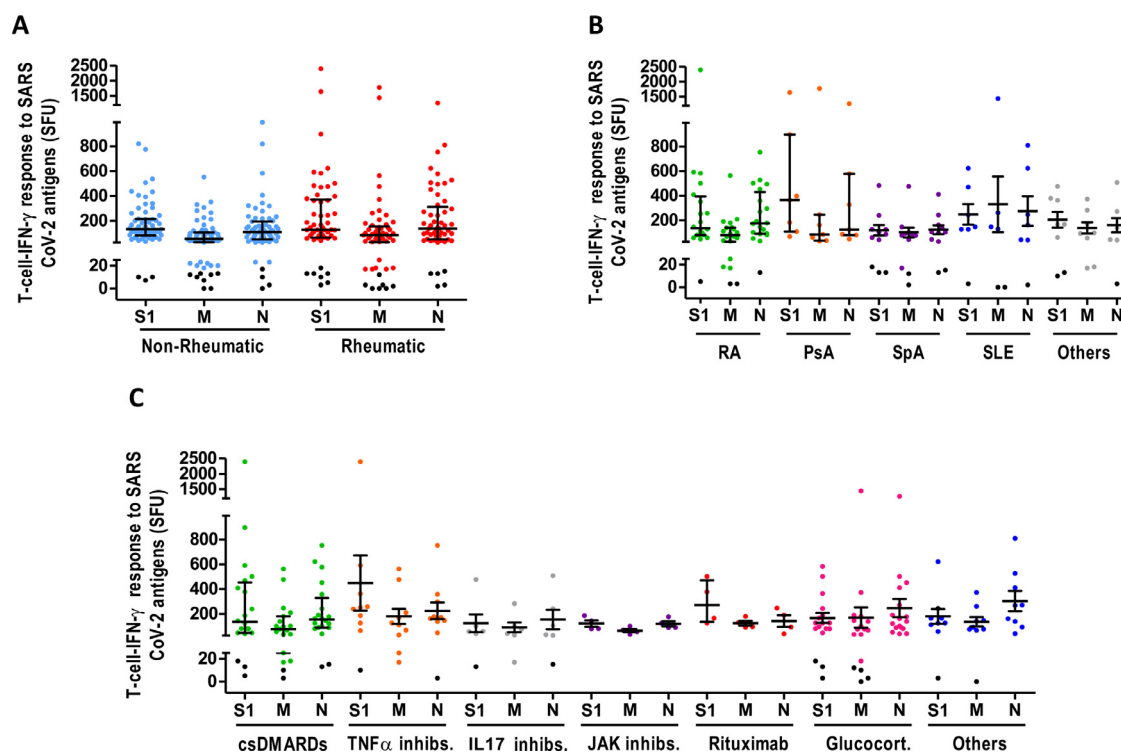 A
T-cell-IFN-γ response to SARS
CoV-2 antigens (SFU)
2500
1500
800
600
400
200
20
0
S1 M N S1 M N
Non-Rheumatic Rheumatic
B
T-cell-IFN-γ response to SARS
CoV-2 antigens (SFU)
2500
1500
800
600
400
200
20
0
S1 M N S1 M N S1 M N S1 M N S1 M N
RA PsA SpA SLE Others
C
T-cell-IFN-γ response to SARS
CoV-2 antigens (SFU)
2500
1500
800
600
400
200
20
0
S1 M N S1 M N S1 M N S1 M N S1 M N S1 M N S1 M N
csDMARDs TNFα inhibs. IL17 inhibs. JAK inhibs. Rituximab Glucocort. Others